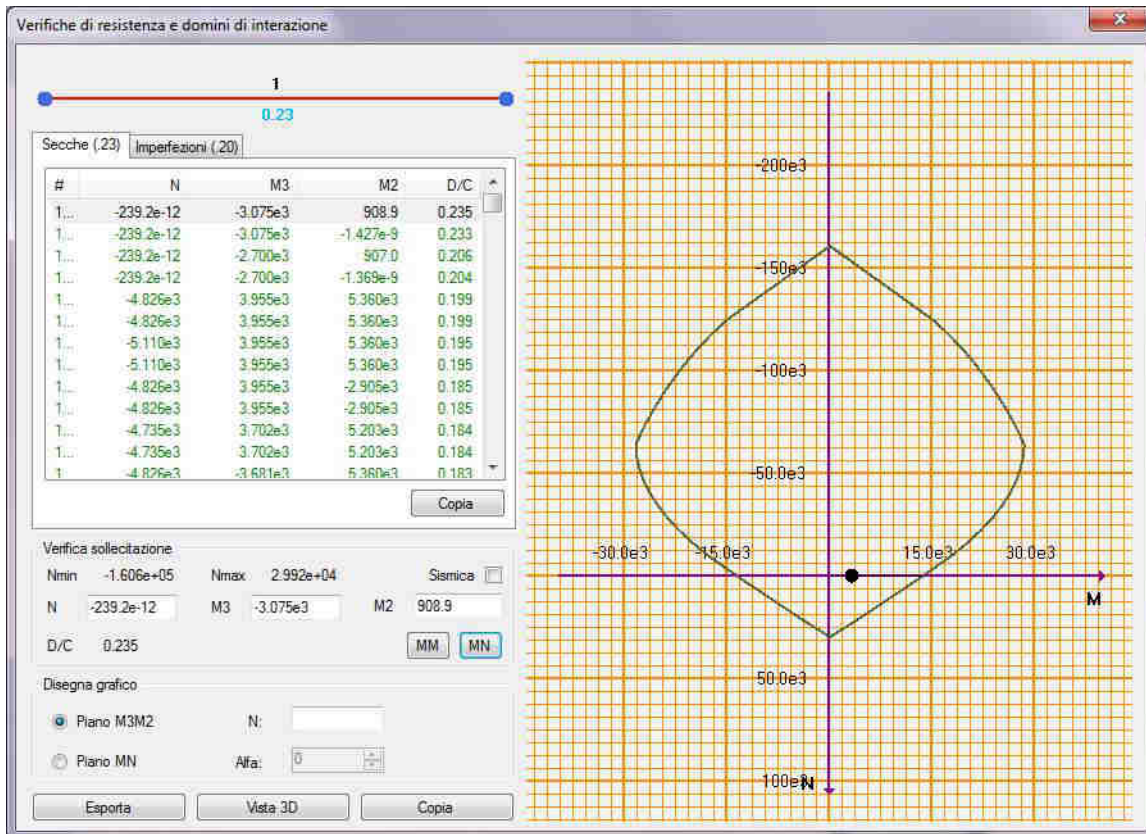 Verifiche di resistenza e domini di interazione
1
0.23
Secche (.23) Imperfezioni (.20)
# N M3 M2 D/C
1... -239.2e-12 -3.075e3 908.9 0.235
1... -239.2e-12 -3.075e3 -1.427e-9 0.233
1... -239.2e-12 -2.700e3 907.0 0.206
1... -239.2e-12 -2.700e3 -1.369e-9 0.204
1... -4.826e3 3.955e3 5.360e3 0.199
1... -4.826e3 3.955e3 5.360e3 0.199
1... -5.110e3 3.955e3 5.360e3 0.195
1... -5.110e3 3.955e3 5.360e3 0.195
1... -4.826e3 3.955e3 -2.905e3 0.185
1... -4.826e3 3.955e3 -2.905e3 0.185
1... -4.735e3 3.702e3 5.203e3 0.184
1... -4.735e3 3.702e3 5.203e3 0.184
1 -4.826e3 -3.681e3 5.360e3 0.183
Copia
Verifica sollecitazione
Nmin -1.606e+05 Nmax 2.992e+04 Sismica
N -239.2e-12 M3 -3.075e3 M2 908.9
D/C 0.235 MM MN
Disegna grafico
Piano M3M2 N:
Piano MN Alfa: 0
Esporta Vista 3D Copia
-200e3
-150e3
-100e3
-50.0e3
-30.0e3 -15.0e3 15.0e3 30.0e3
M
50.0e3
100e3 N